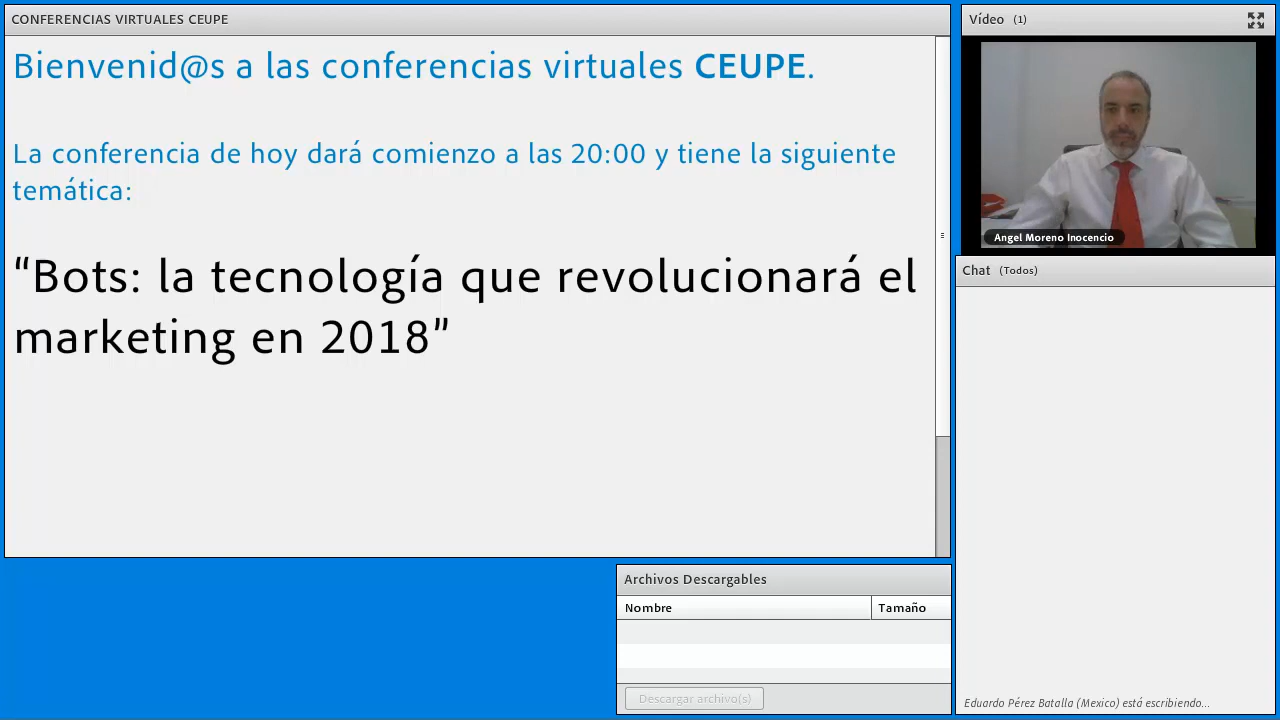 CONFERENCIAS VIRTUALES CEUPE
Bienvenid@s a las conferencias virtuales CEUPE.
La conferencia de hoy dará comienzo a las 20:00 y tiene la siguiente
temática:
“Bots: la tecnología que revolucionará el
marketing en 2018”
Vídeo (1)
Angel Moreno Inocencio
Chat (Todos)
Eduardo Pérez Batalla (Mexico) está escribiendo...
Archivos Descargables
Nombre Tamaño
Descargar archivo(s)